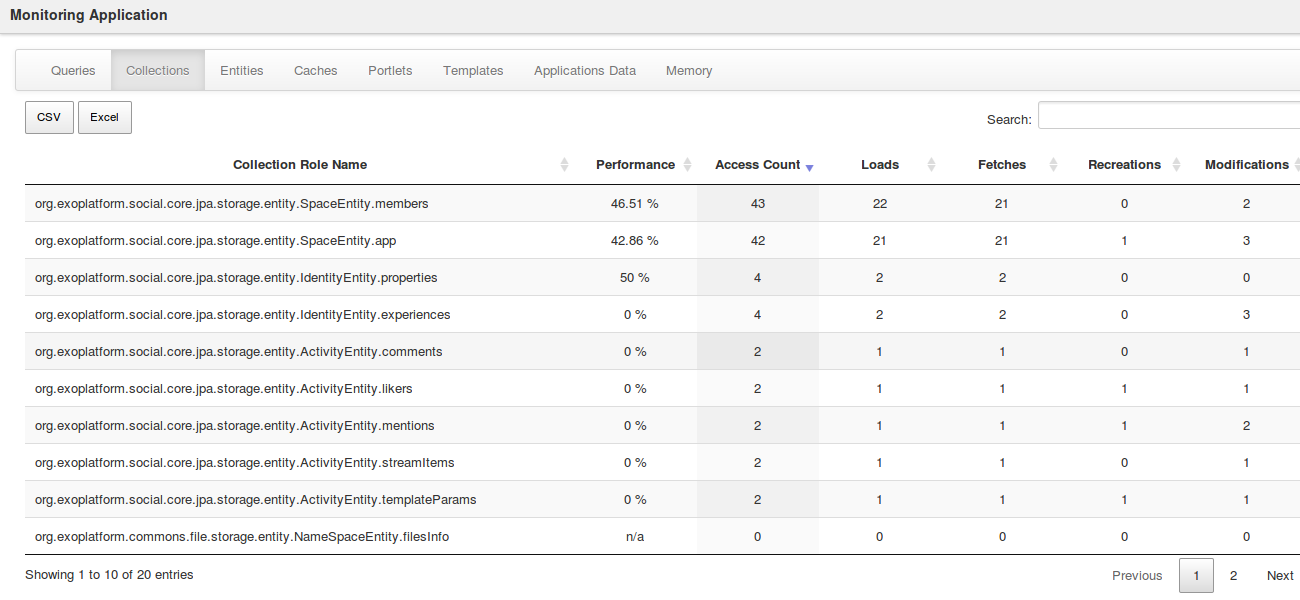 Monitoring Application
Queries Collections Entities Caches Portlets Templates Applications Data Memory
CSV Excel Search:
Collection Role Name Performance Access Count Loads Fetches Recreations Modifications
org.exoplatform.social.core.jpa.storage.entity.SpaceEntity.members 46.51 % 43 22 21 0 2
org.exoplatform.social.core.jpa.storage.entity.SpaceEntity.app 42.86 % 42 21 21 1 3
org.exoplatform.social.core.jpa.storage.entity.IdentityEntity.properties 50 % 4 2 2 0 0
org.exoplatform.social.core.jpa.storage.entity.IdentityEntity.experiences 0 % 4 2 2 0 3
org.exoplatform.social.core.jpa.storage.entity.ActivityEntity.comments 0 % 2 1 1 0 1
org.exoplatform.social.core.jpa.storage.entity.ActivityEntity.likers 0 % 2 1 1 1 1
org.exoplatform.social.core.jpa.storage.entity.ActivityEntity.mentions 0 % 2 1 1 1 2
org.exoplatform.social.core.jpa.storage.entity.ActivityEntity.streamItems 0 % 2 1 1 0 1
org.exoplatform.social.core.jpa.storage.entity.ActivityEntity.templateParams 0 % 2 1 1 1 1
org.exoplatform.commons.file.storage.entity.NameSpaceEntity.filesInfo n/a 0 0 0 0 0
Showing 1 to 10 of 20 entries Previous 1 2 Next